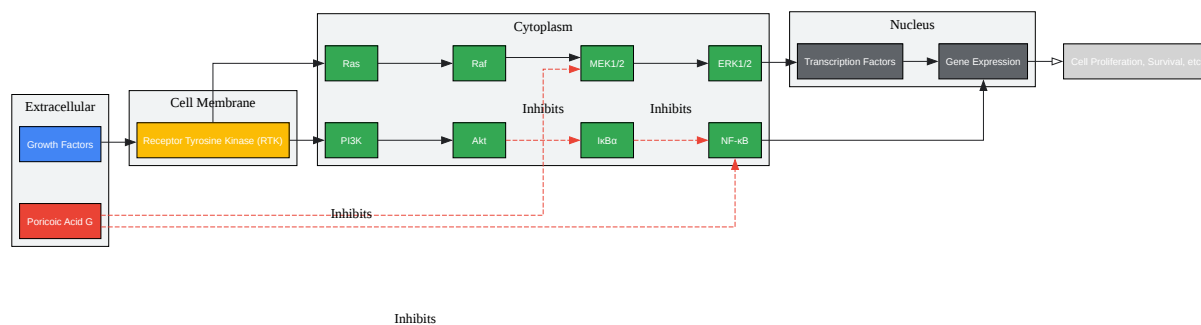 Cytoplasm
Nucleus
Ras
Raf
MEK1/2
ERK1/2
Transcription Factors
Gene Expression
Cell Proliferation, Survival, etc
Extracellular
Cell Membrane
Inhibits
Inhibits
Growth Factors
Receptor Tyrosine Kinase (RTK)
PI3K
Akt
IκBα
NF-κB
Poricoic Acid G
Inhibits
Inhibits